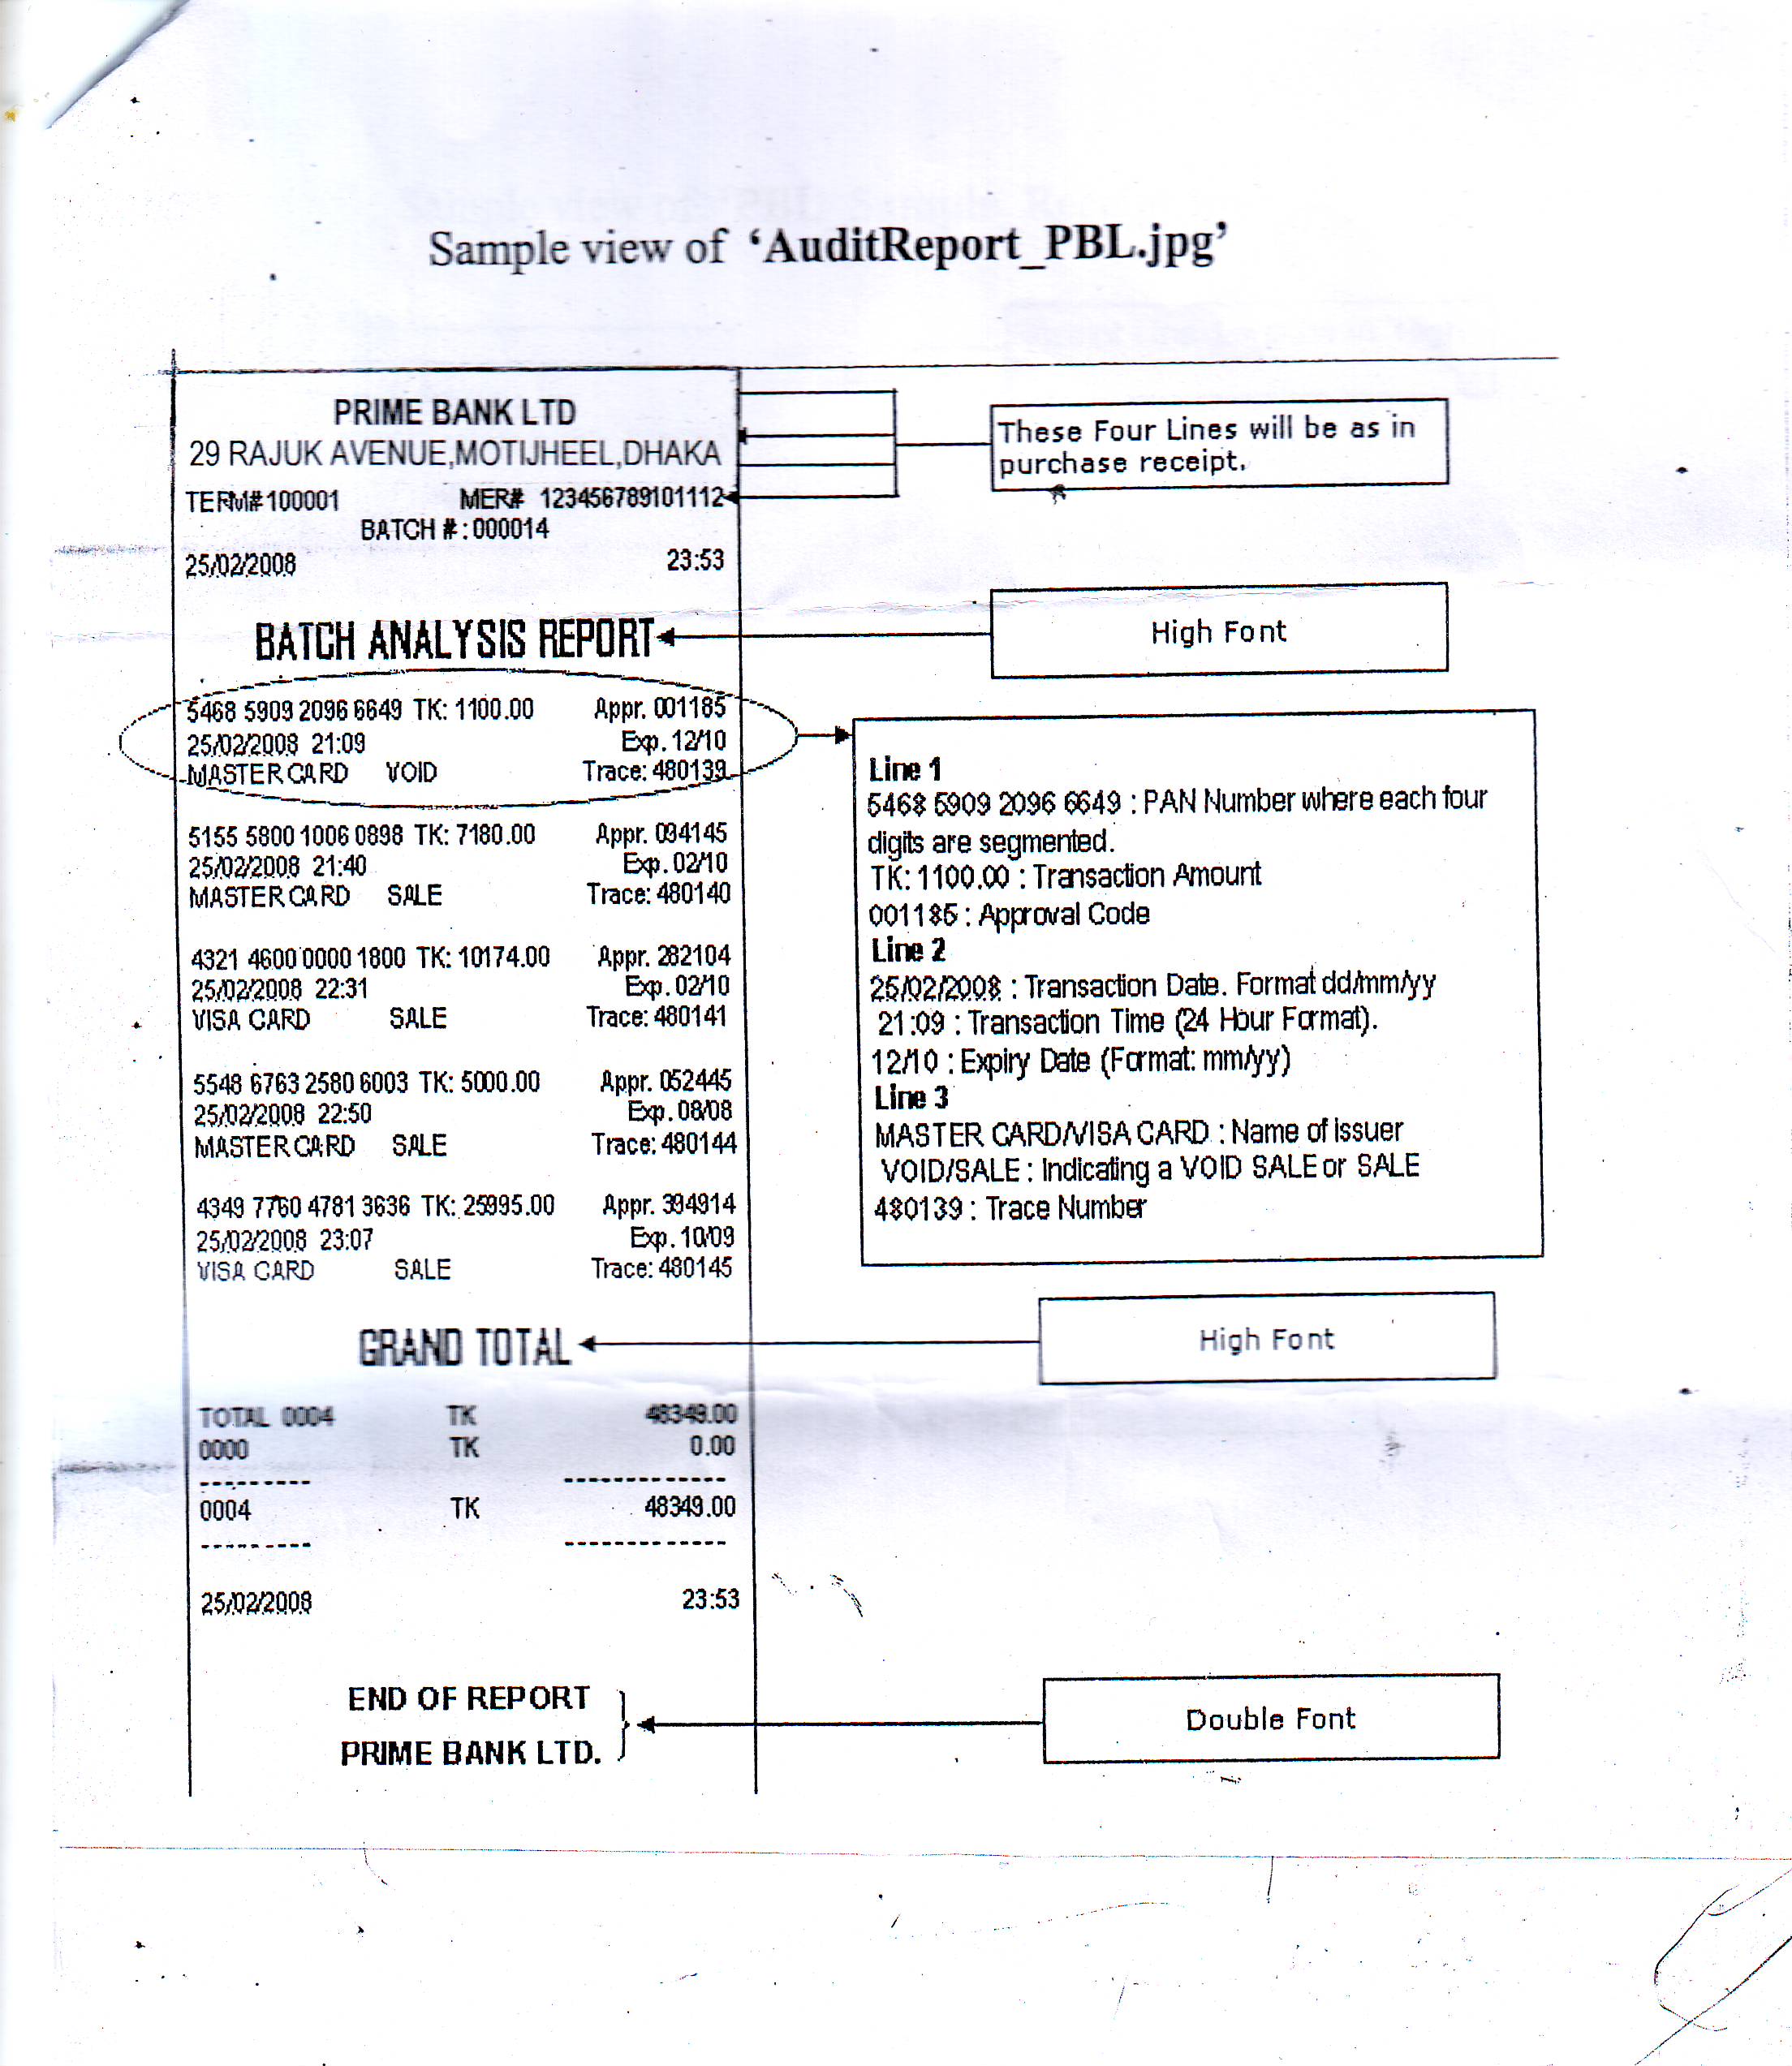 Sample view of ‘AuditReport_PBL.jpg’
PRIME BANK LTD
29 RAJUK AVENUE,MOTIJHEEL,DHAKA
TERM#100001 MER# 123456789101112
BATCH #:000014
25/02/2008 23:53
These Four Lines will be as in
purchase receipt.
BATCH ANALYSIS REPORT
High Font
5468 5909 2096 6649 TK: 1100.00 Appr. 001185
25/02/2008 21:09 Exp. 12/10
MASTER CARD VOID Trace: 480139
5155 5800 1006 0898 TK: 7180.00 Appr. 094145
25/02/2008 21:40 Exp. 02/10
MASTER CARD SALE Trace: 480140
4321 4600 0000 1800 TK: 10174.00 Appr. 282104
25/02/2008 22:31 Exp. 02/10
VISA CARD SALE Trace: 480141
5548 6763 2580 6003 TK: 5000.00 Appr. 052445
25/02/2008 22:50 Exp. 08/08
MASTER CARD SALE Trace: 480144
4349 7760 4781 3636 TK: 25995.00 Appr. 394914
25/02/2008 23:07 Exp. 10/09
VISA CARD SALE Trace: 480145
Line 1
5468 5909 2096 6649 : PAN Number where each four
digits are segmented.
TK: 1100.00 : Transaction Amount
001185 : Approval Code
Line 2
25/02/2008 : Transaction Date. Format dd/mm/yy
21:09 : Transaction Time (24 Hour Format).
12/10 : Expiry Date (Format: mm/yy)
Line 3
MASTER CARD/VISA CARD : Name of issuer
VOID/SALE : Indicating a VOID SALE or SALE
480139 : Trace Number
GRAND TOTAL
High Font
TOTAL 0004 TK 48349.00
0000 TK 0.00
--------- -------------
0004 TK 48349.00
--------- -------------
25/02/2008 23:53
END OF REPORT
PRIME BANK LTD.
Double Font